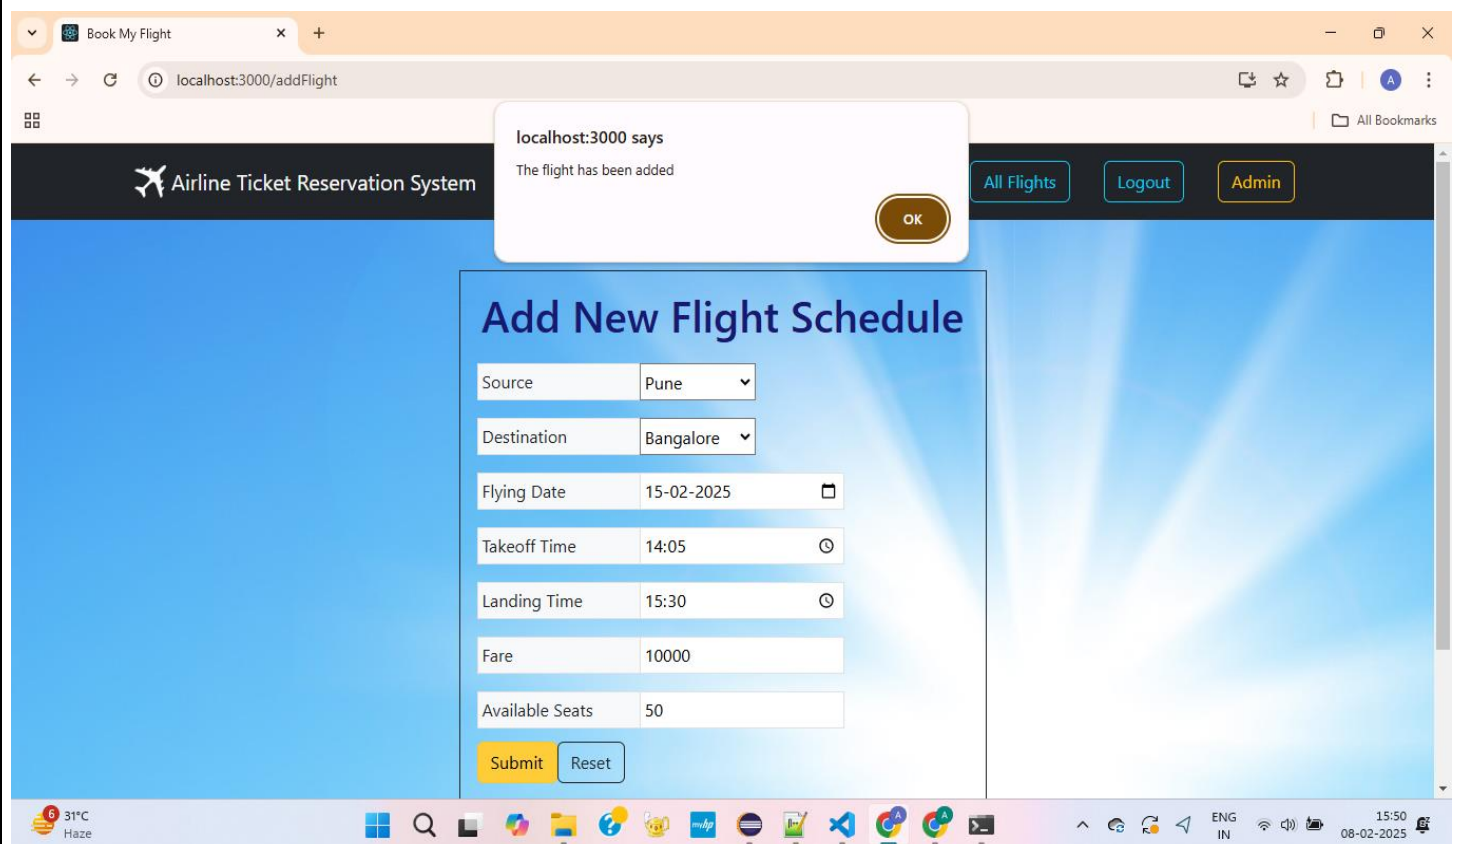 Book My Flight
localhost:3000/addFlight
A
All Bookmarks
localhost:3000 says
The flight has been added
OK
Airline Ticket Reservation System
All Flights
Logout
Admin
Add New Flight Schedule
Source Pune
Destination Bangalore
Flying Date 15-02-2025
Takeoff Time 14:05
Landing Time 15:30
Fare 10000
Available Seats 50
Submit Reset
6 31°C
Haze
myhp
A
A
ENG
IN
15:50
08-02-2025